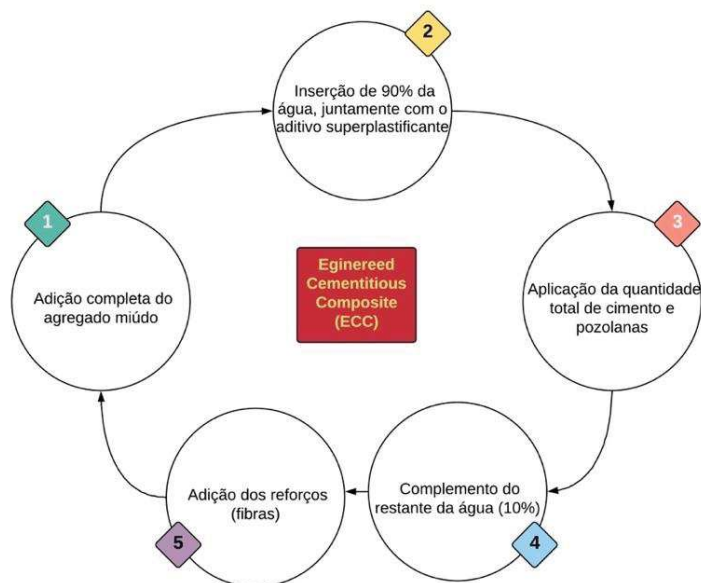 2
Inserção de 90% da
água, juntamente com o
aditivo superplastificante
1
Adição completa do
agregado miúdo
Eginereed
Cementitious
Composite
(ECC)
3
Aplicação da quantidade
total de cimento e
pozolanas
Adição dos reforços
(fibras)
5
Complemento do
restante da água (10%)
4